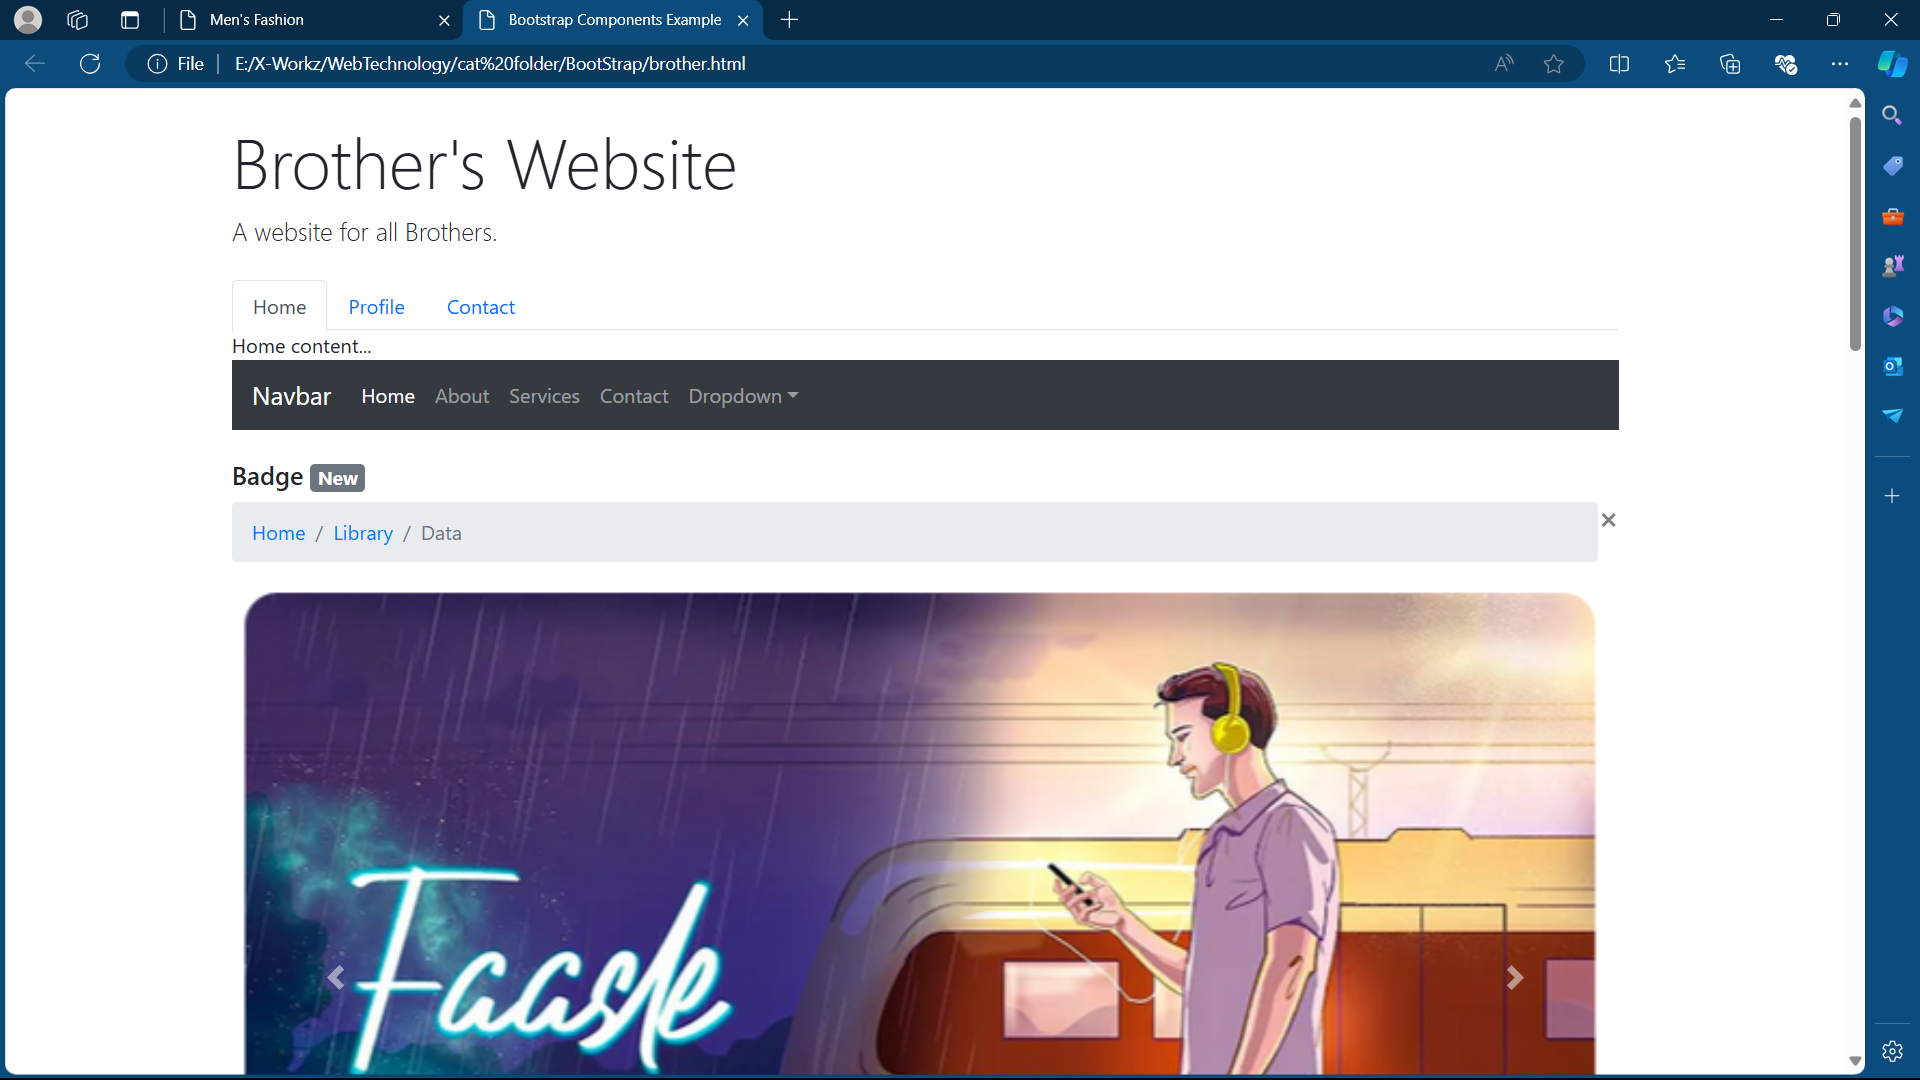 Men's Fashion
Bootstrap Components Example
File
E:/X-Workz/WebTechnology/cat%20folder/BootStrap/brother.html
Brother's Website
A website for all Brothers.
Home Profile Contact
Home content...
Navbar Home About Services Contact Dropdown
Badge New
Home / Library / Data
Faasle